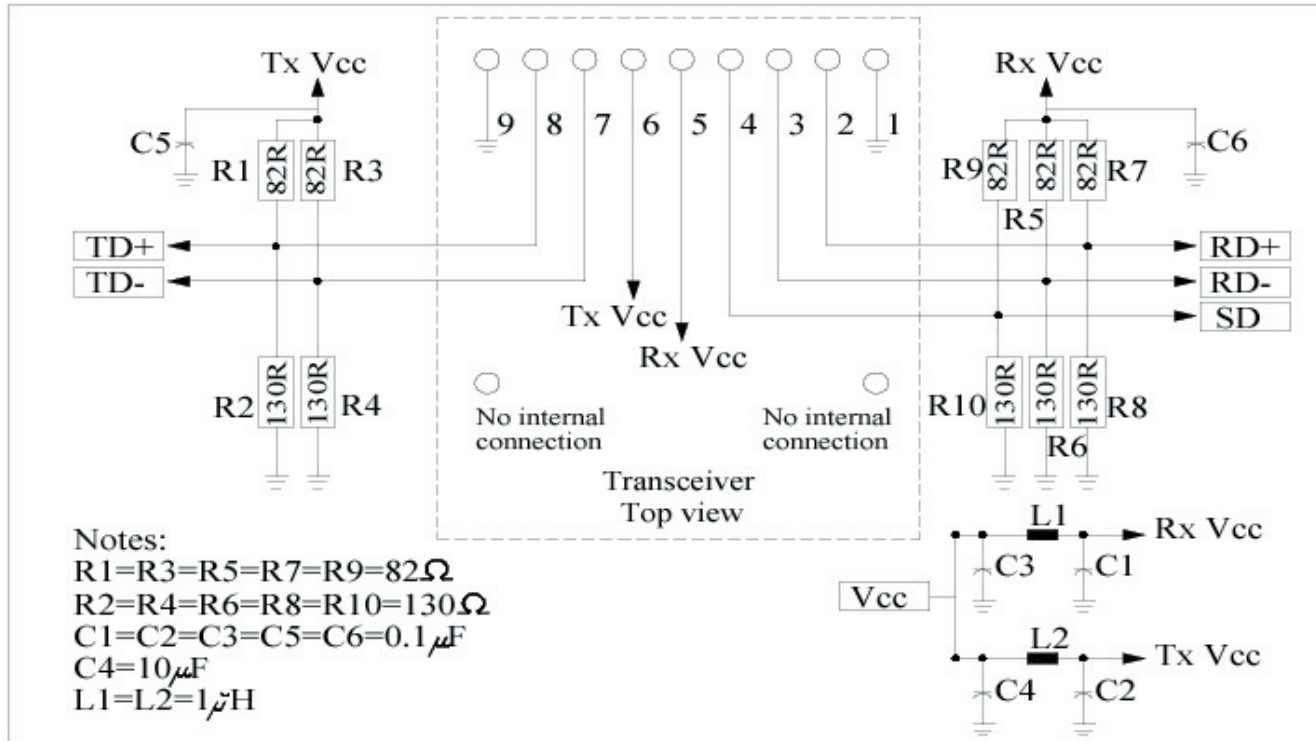 Tx Vcc
Rx Vcc
C5
C6
9 8 7 6 5 4 3 2 1
R1 82R 82R R3
R9 82R 82R 82R R7
R5
TD+
RD+
TD-
RD-
SD
Tx Vcc
Rx Vcc
R2 130R 130R R4
R10 130R 130R 130R R8
R6
No internal
connection
No internal
connection
Transceiver
Top view
Notes:
R1=R3=R5=R7=R9=82Ω
R2=R4=R6=R8=R10=130Ω
C1=C2=C3=C5=C6=0.1μF
C4=10μF
L1=L2=1μH
L1
Rx Vcc
C3
C1
Vcc
L2
Tx Vcc
C4
C2